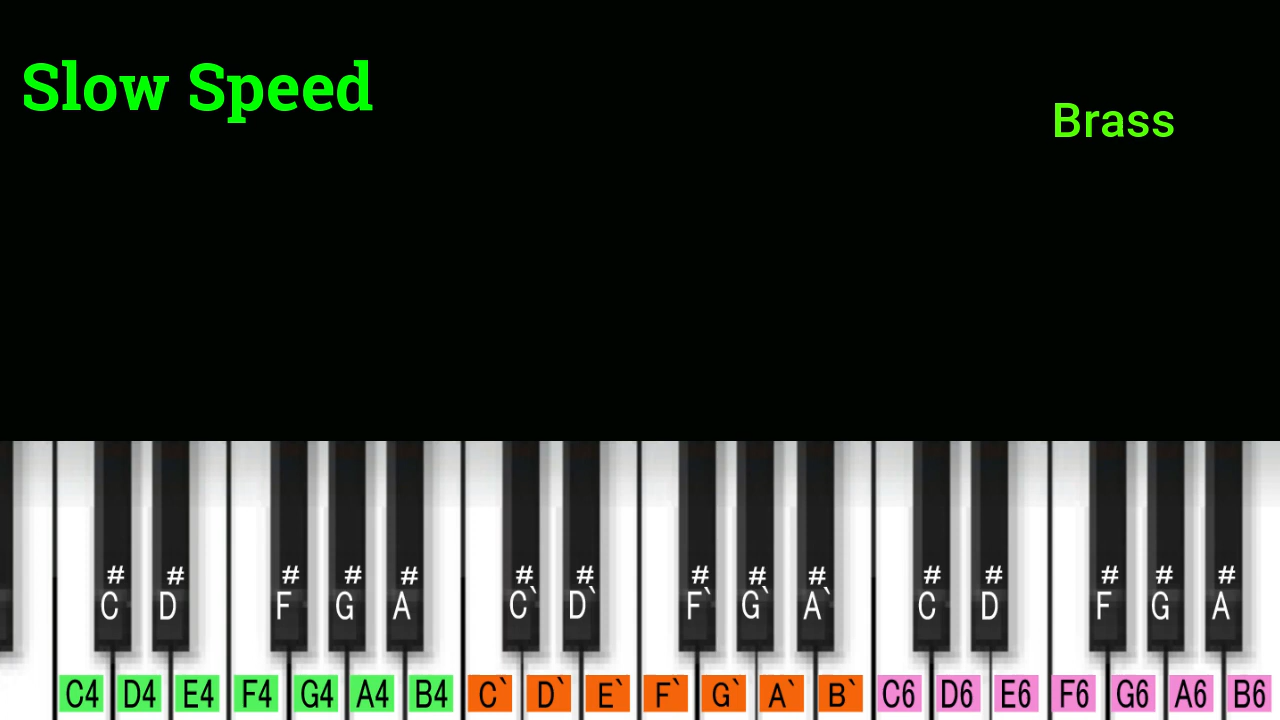 Slow Speed
Brass
# # # # # # # # # # # # # # #
C D F G A C` D` F` G` A` C D F G A
C4 D4 E4 F4 G4 A4 B4 C` D` E` F` G` A` B` C6 D6 E6 F6 G6 A6 B6